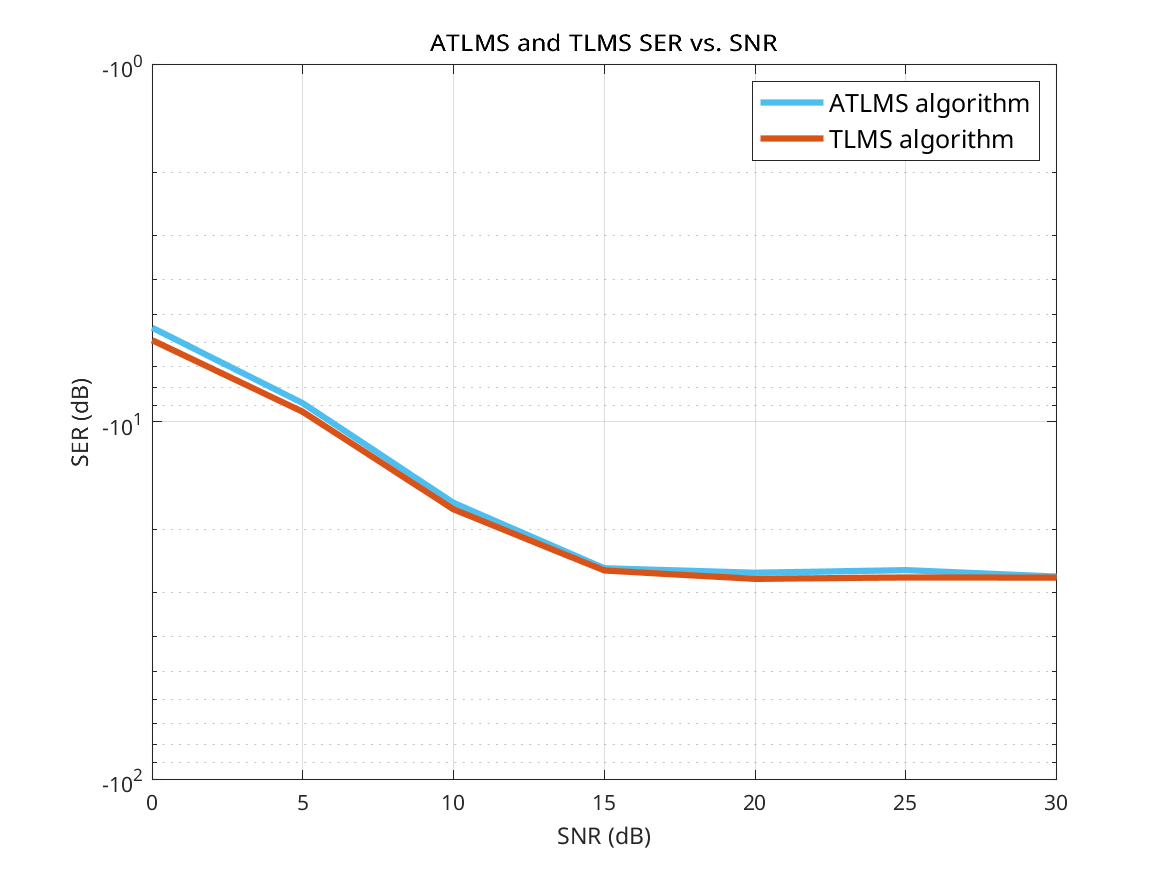 ATLMS and TLMS SER vs. SNR
-10^0
ATLMS algorithm
TLMS algorithm
SER (dB)
-10^1
-10^2
0 5 10 15 20 25 30
SNR (dB)